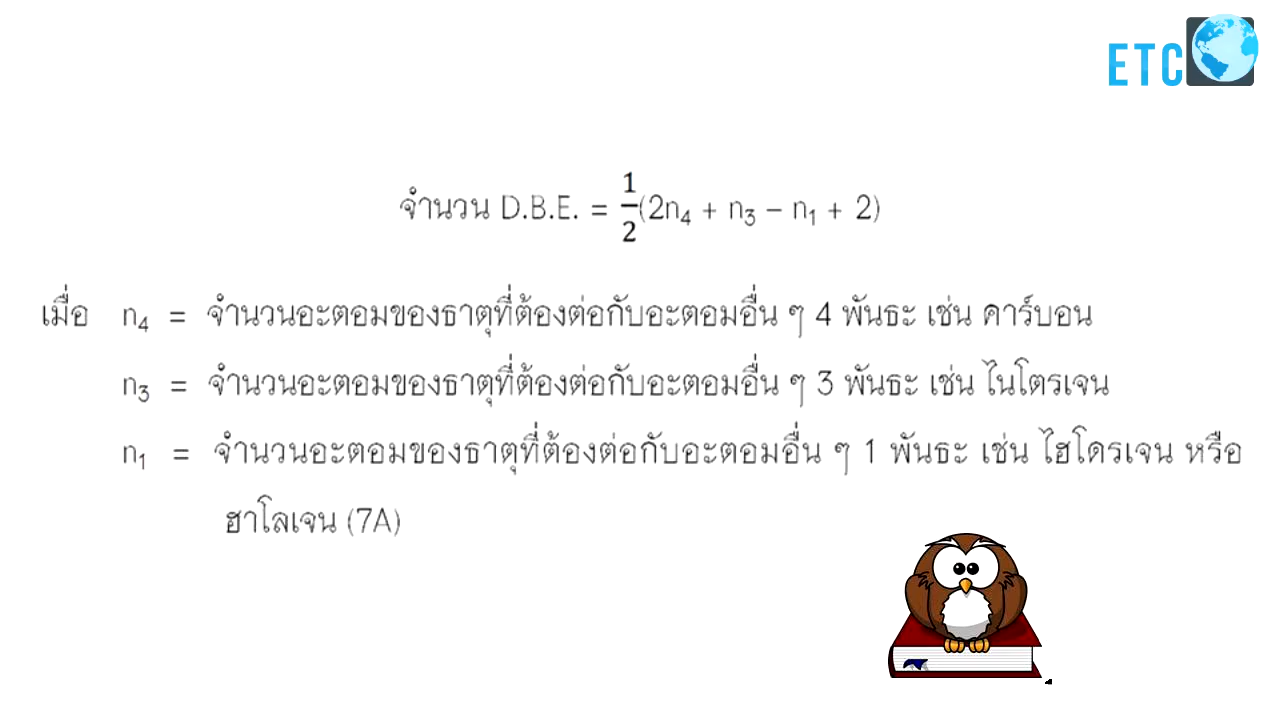 ETC
จำนวน D.B.E. = 1/2(2n₄ + n₃ – n₁ + 2)
เมื่อ n₄ = จำนวนอะตอมของธาตุที่ต้องต่อกับอะตอมอื่น ๆ 4 พันธะ เช่น คาร์บอน
n₃ = จำนวนอะตอมของธาตุที่ต้องต่อกับอะตอมอื่น ๆ 3 พันธะ เช่น ไนโตรเจน
n₁ = จำนวนอะตอมของธาตุที่ต้องต่อกับอะตอมอื่น ๆ 1 พันธะ เช่น ไฮโดรเจน หรือ
ฮาโลเจน (7A)